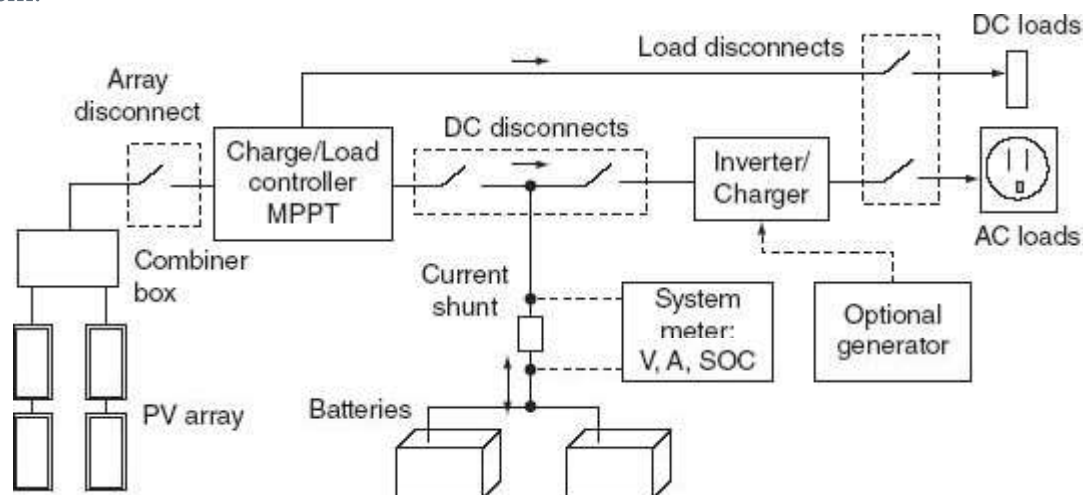 DC loads
Load disconnects
Array
disconnect
DC disconnects
Charge/Load
controller
MPPT
Inverter/
Charger
AC loads
Combiner
box
Current
shunt
System
meter:
V, A, SOC
Optional
generator
PV array
Batteries